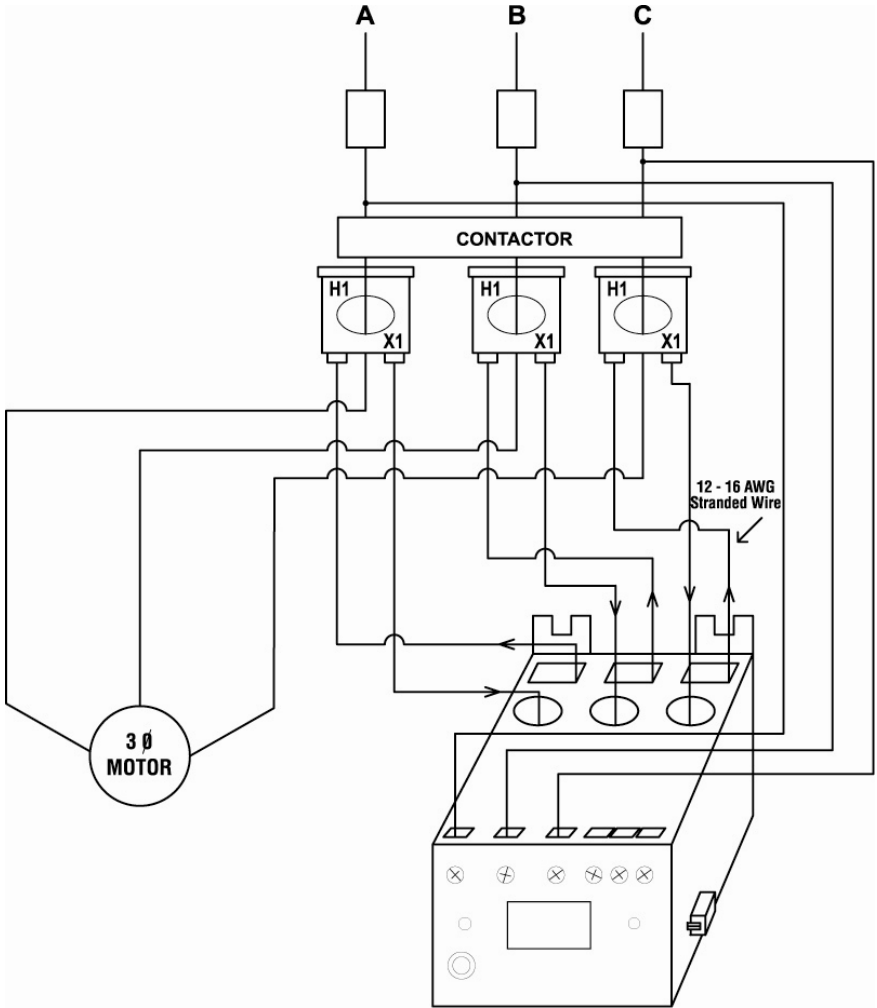 A B C
CONTACTOR
H1 H1 H1
X1 X1 X1
12 - 16 AWG
Stranded Wire
3 Ø
MOTOR